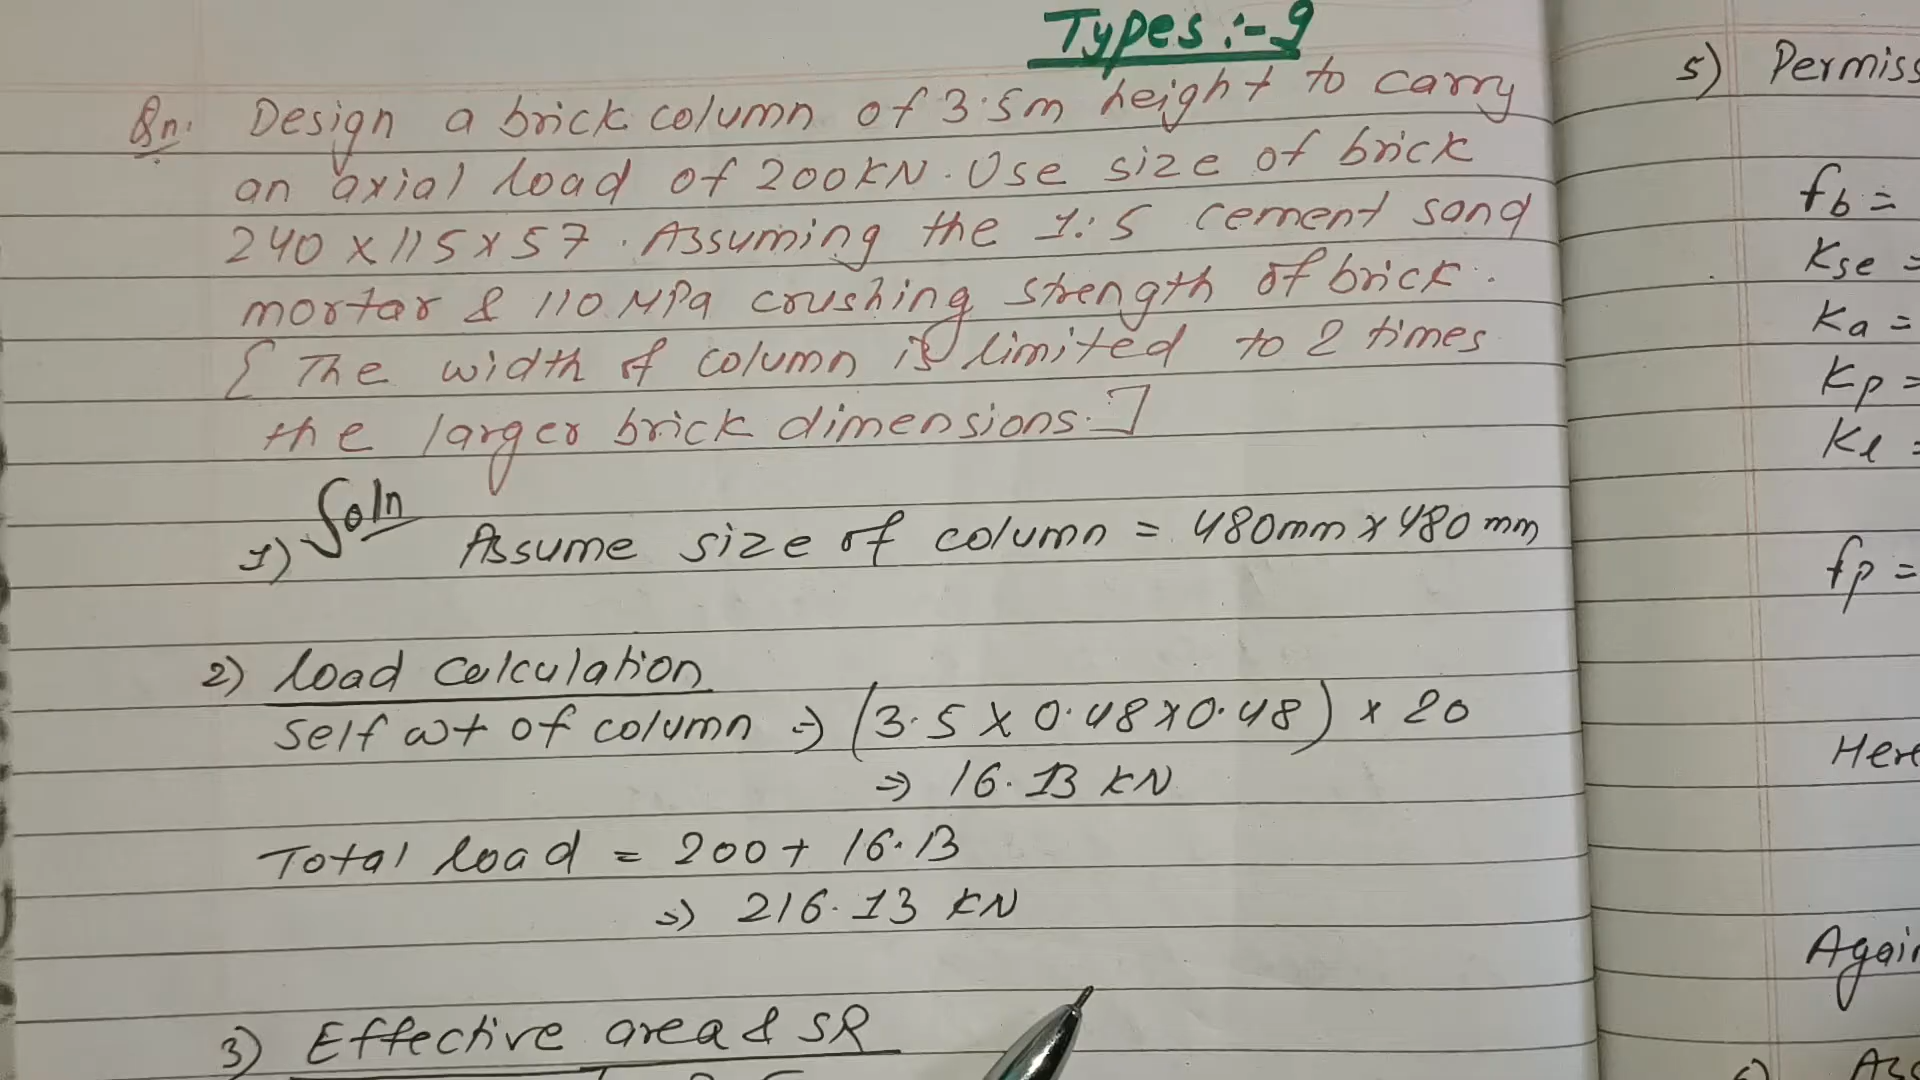 Types :- 9
Qn. Design a brick column of 3.5m height to carry
an axial load of 200KN. Use size of brick
240 x 115 x 57. Assuming the 1:5 cement sand
mortar & 110 MPa crushing strength of brick.
[ The width of column is limited to 2 times
the larger brick dimensions.]
Soln
1) Assume size of column = 480mm x 480mm
2) Load calculation
Self wt of column => (3.5 x 0.48 x 0.48) x 20
=> 16.13 KN
Total load = 200 + 16.13
=> 216.13 KN
3) Effective area & SR
5) Permiss
fb =
Kse =
Ka =
Kp =
Kl =
fp =
Here
Again